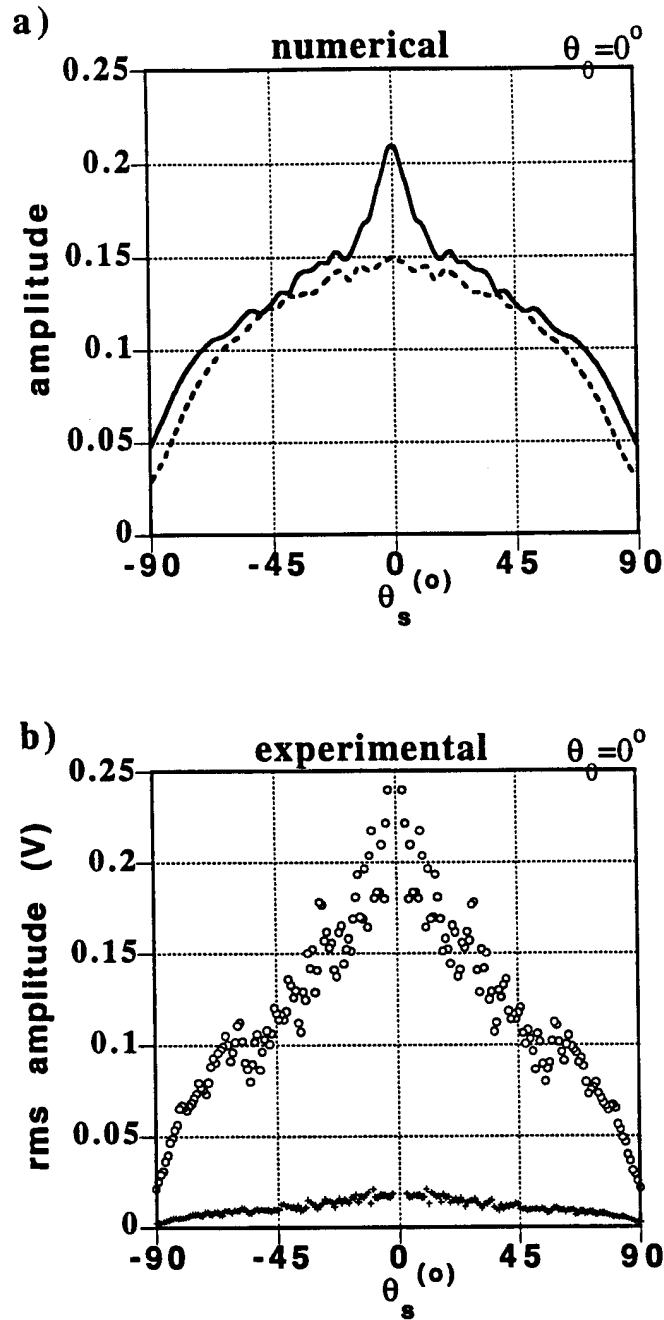 a)
numerical θ₀=0°
0.25
0.2
0.15
0.1
0.05
0
amplitude
-90 -45 0 45 90
θₛ (o)
b)
experimental θ₀=0°
0.25
0.2
0.15
0.1
0.05
0
rms amplitude (V)
-90 -45 0 45 90
θₛ (o)